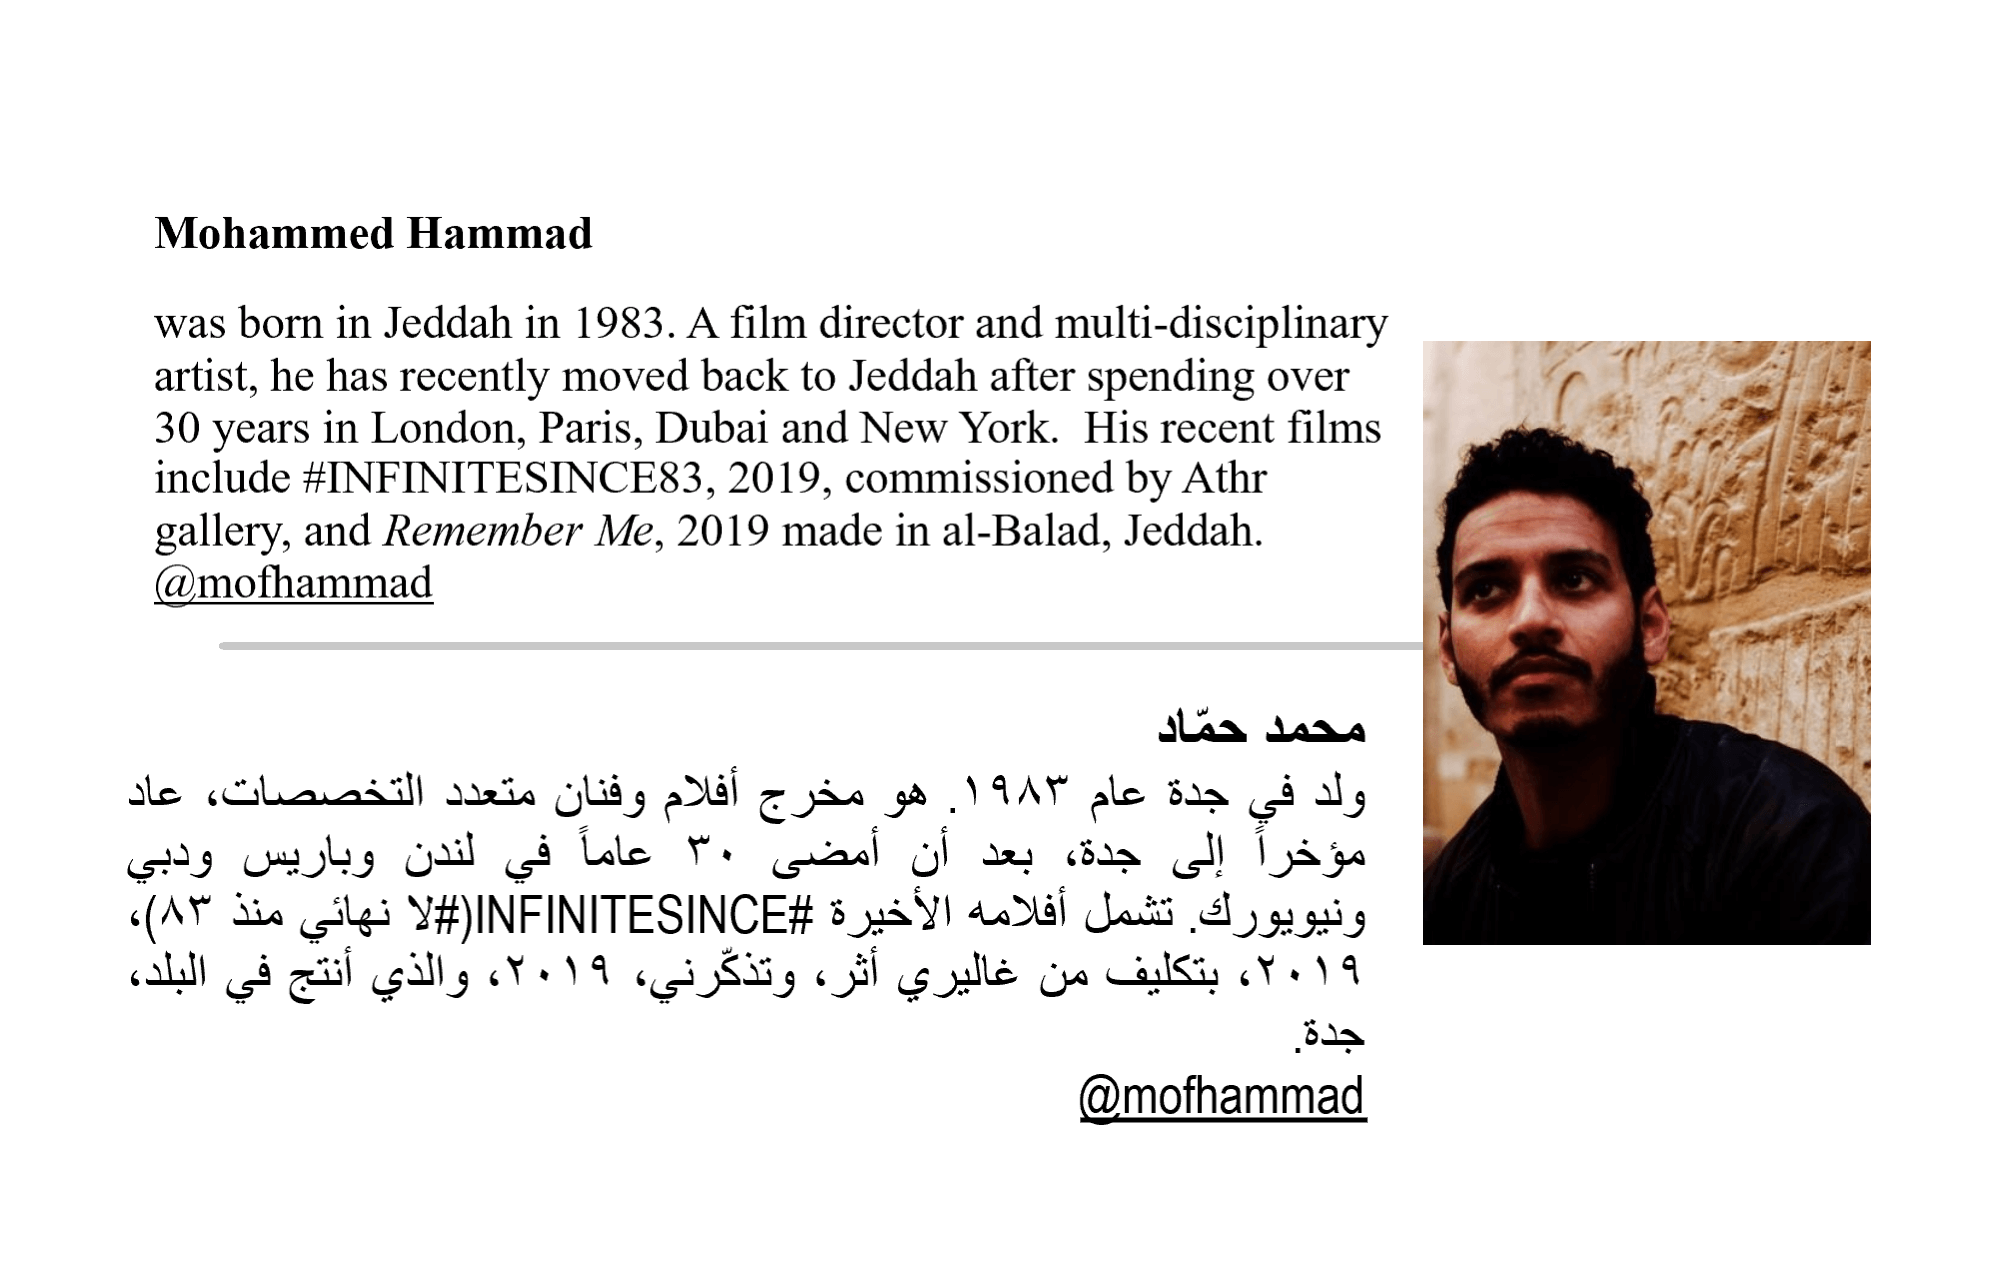 Mohammed Hammad
was born in Jeddah in 1983. A film director and multi-disciplinary
artist, he has recently moved back to Jeddah after spending over
30 years in London, Paris, Dubai and New York.  His recent films
include #INFINITESINCE83, 2019, commissioned by Athr
gallery, and Remember Me, 2019 made in al-Balad, Jeddah.
@mofhammad
محمد حمّاد
ولد في جدة عام ١٩٨٣. هو مخرج أفلام وفنان متعدد التخصصات، عاد
مؤخراً إلى جدة، بعد أن أمضى ٣٠ عاماً في لندن وباريس ودبي
ونيويورك. تشمل أفلامه الأخيرة #INFINITESINCE(#لا نهائي منذ ٨٣)،
٢٠١٩، بتكليف من غاليري أثر، وتذكّرني، ٢٠١٩، والذي أنتج في البلد،
جدة.
@mofhammad